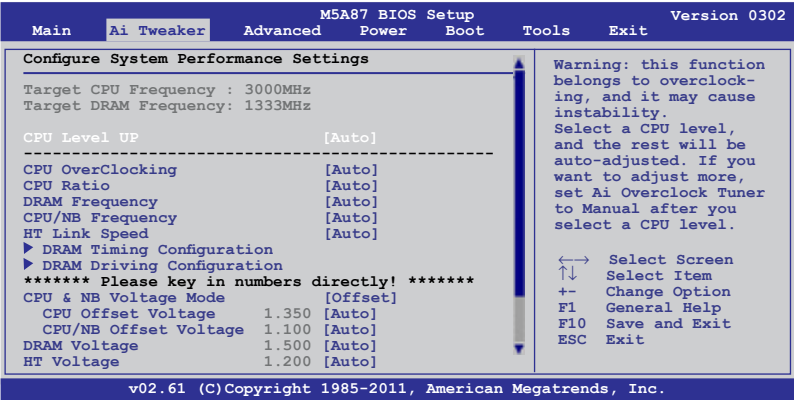 M5A87 BIOS Setup Version 0302
Main Ai Tweaker Advanced Power Boot Tools Exit
Configure System Performance Settings
Target CPU Frequency : 3000MHz
Target DRAM Frequency: 1333MHz
CPU Level UP [Auto]
------------------------------------------------
CPU OverClocking [Auto]
CPU Ratio [Auto]
DRAM Frequency [Auto]
CPU/NB Frequency [Auto]
HT Link Speed [Auto]
DRAM Timing Configuration
DRAM Driving Configuration
******* Please key in numbers directly! *******
CPU & NB Voltage Mode [Offset]
CPU Offset Voltage 1.350 [Auto]
CPU/NB Offset Voltage 1.100 [Auto]
DRAM Voltage 1.500 [Auto]
HT Voltage 1.200 [Auto]
Warning: this function
belongs to overclock-
ing, and it may cause
instability.
Select a CPU level,
and the rest will be
auto-adjusted. If you
want to adjust more,
set Ai Overclock Tuner
to Manual after you
select a CPU level.
←→ Select Screen
↑↓ Select Item
+- Change Option
F1 General Help
F10 Save and Exit
ESC Exit
v02.61 (C)Copyright 1985-2011, American Megatrends, Inc.